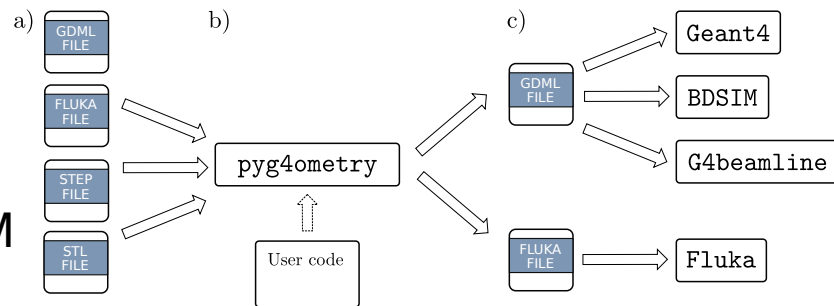 a)
GDML
FILE
FLUKA
FILE
STEP
FILE
STL
FILE
b)
pyg4ometry
User code
c)
GDML
FILE
FLUKA
FILE
Geant4
BDSIM
G4beamline
Fluka